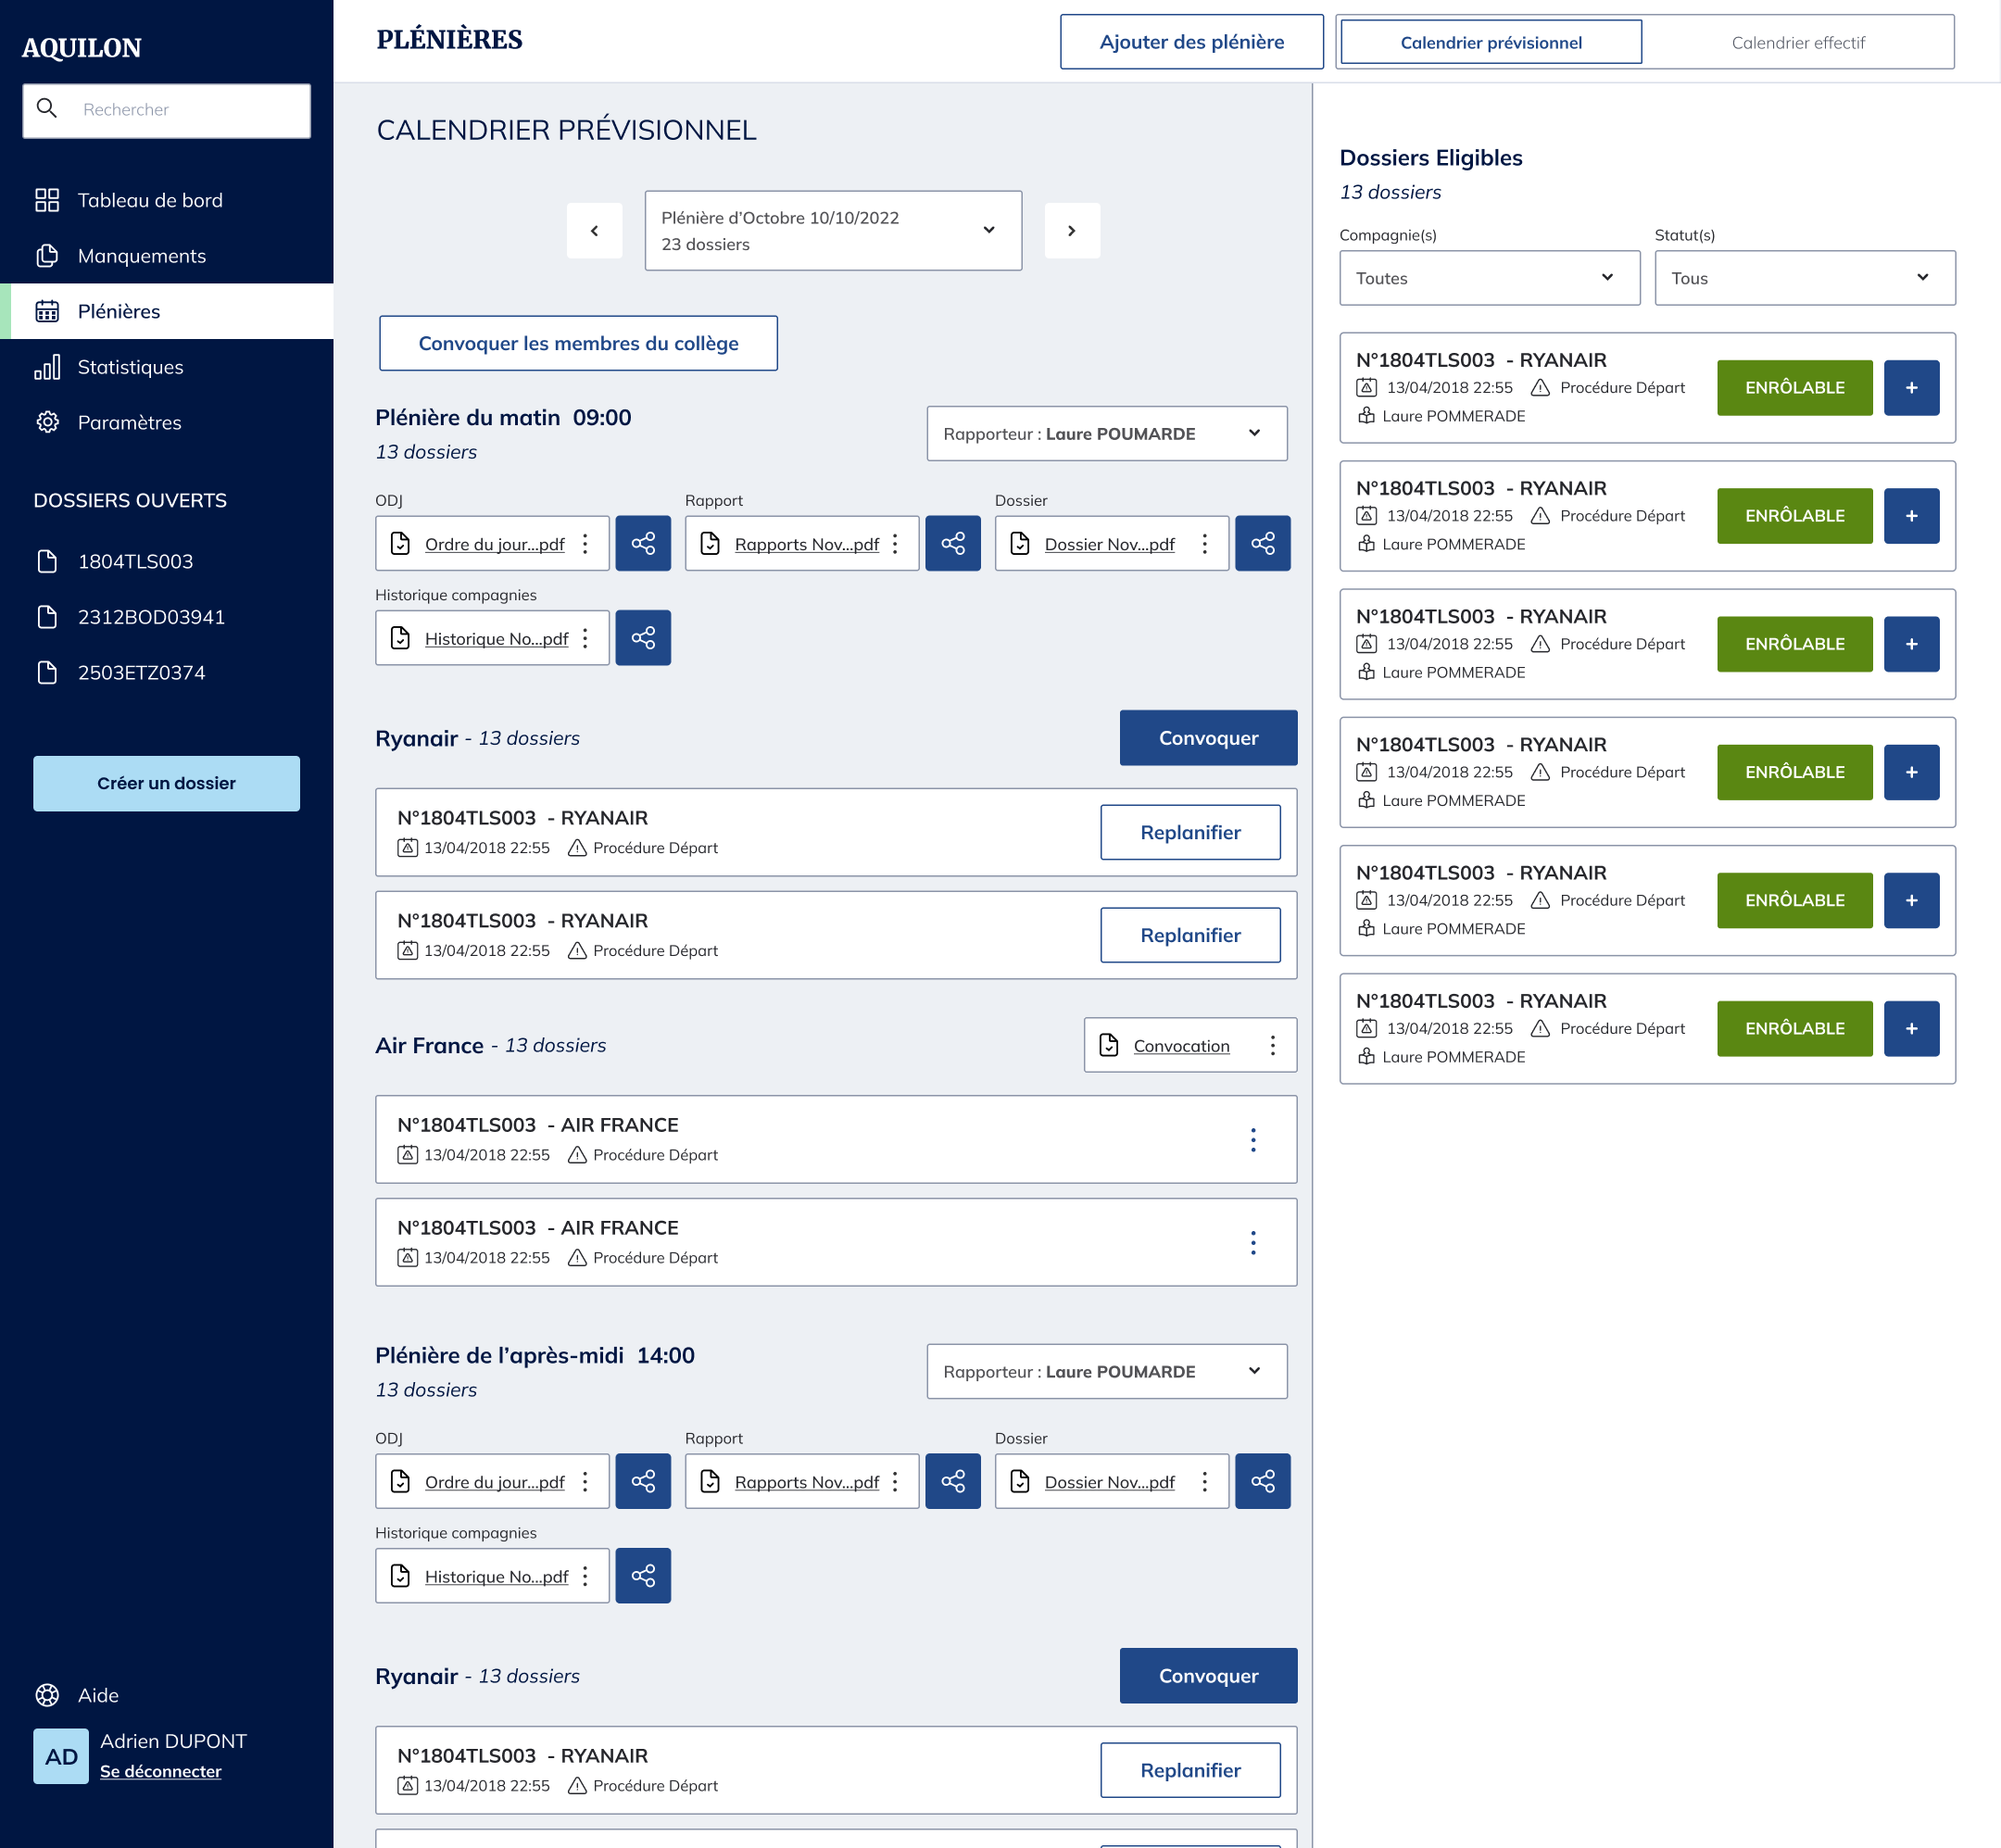 AQUILON
Rechercher
Tableau de bord
Manquements
Plénières
Statistiques
Paramètres
DOSSIERS OUVERTS
1804TLS003
2312BOD03941
2503ETZ0374
Créer un dossier
Aide
AD
Adrien DUPONT
Se déconnecter
PLÉNIÈRES
Ajouter des plénière
Calendrier prévisionnel
Calendrier effectif
CALENDRIER PRÉVISIONNEL
Plénière d'Octobre 10/10/2022
23 dossiers
Convoquer les membres du collège
Plénière du matin 09:00
13 dossiers
Rapporteur : Laure POUMARDE
ODJ
Ordre du jour...pdf
Rapport
Rapports Nov...pdf
Dossier
Dossier Nov...pdf
Historique compagnies
Historique No...pdf
Ryanair - 13 dossiers
Convoquer
N°1804TLS003 - RYANAIR
13/04/2018 22:55 Procédure Départ
Replanifier
N°1804TLS003 - RYANAIR
13/04/2018 22:55 Procédure Départ
Replanifier
Air France - 13 dossiers
Convocation
N°1804TLS003 - AIR FRANCE
13/04/2018 22:55 Procédure Départ
N°1804TLS003 - AIR FRANCE
13/04/2018 22:55 Procédure Départ
Plénière de l'après-midi 14:00
13 dossiers
Rapporteur : Laure POUMARDE
ODJ
Ordre du jour...pdf
Rapport
Rapports Nov...pdf
Dossier
Dossier Nov...pdf
Historique compagnies
Historique No...pdf
Ryanair - 13 dossiers
Convoquer
N°1804TLS003 - RYANAIR
13/04/2018 22:55 Procédure Départ
Replanifier
Dossiers Eligibles
13 dossiers
Compagnie(s)
Toutes
Statut(s)
Tous
N°1804TLS003 - RYANAIR
13/04/2018 22:55 Procédure Départ
Laure POMMERADE
ENRÔLABLE
+
N°1804TLS003 - RYANAIR
13/04/2018 22:55 Procédure Départ
Laure POMMERADE
ENRÔLABLE
+
N°1804TLS003 - RYANAIR
13/04/2018 22:55 Procédure Départ
Laure POMMERADE
ENRÔLABLE
+
N°1804TLS003 - RYANAIR
13/04/2018 22:55 Procédure Départ
Laure POMMERADE
ENRÔLABLE
+
N°1804TLS003 - RYANAIR
13/04/2018 22:55 Procédure Départ
Laure POMMERADE
ENRÔLABLE
+
N°1804TLS003 - RYANAIR
13/04/2018 22:55 Procédure Départ
Laure POMMERADE
ENRÔLABLE
+